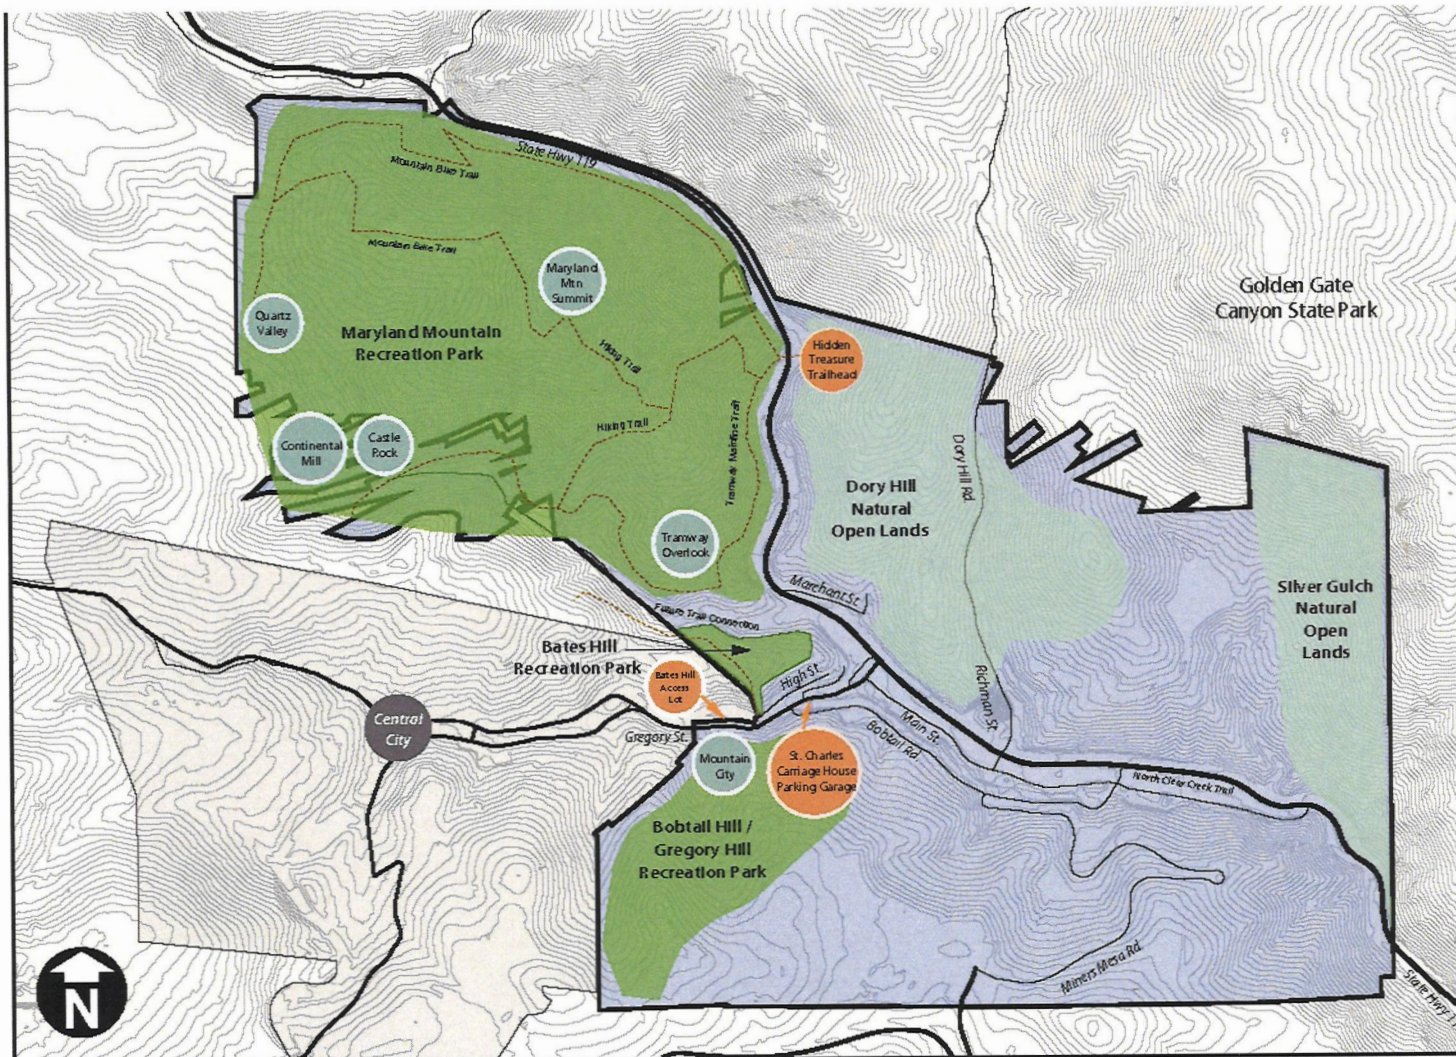 State Hwy 119
Mountain Bike Trail
Mountain Bike Trail
Maryland
Mtn
Summit
Golden Gate
Canyon State Park
Quartz
Valley
Maryland Mountain
Recreation Park
Hidden
Treasure
Trailhead
Hiking Trail
Hiking Trail
Continental
Mill
Castle
Rock
Tramway Mainline Trail
Dory Hill Rd
Dory Hill
Natural
Open Lands
Tramway
Overlook
Marchant St
Silver Gulch
Natural
Open
Lands
Future Trail Connection
Bates Hill
Recreation Park
Bates Hill
Access
Lot
High St.
Richman St
Central
City
Gregory St.
Main St.
Bobtail Rd
Mountain
City
St. Charles
Carriage House
Parking Garage
North Clear Creek Trail
Bobtail Hill /
Gregory Hill
Recreation Park
Miners Mesa Rd
State Hwy
N